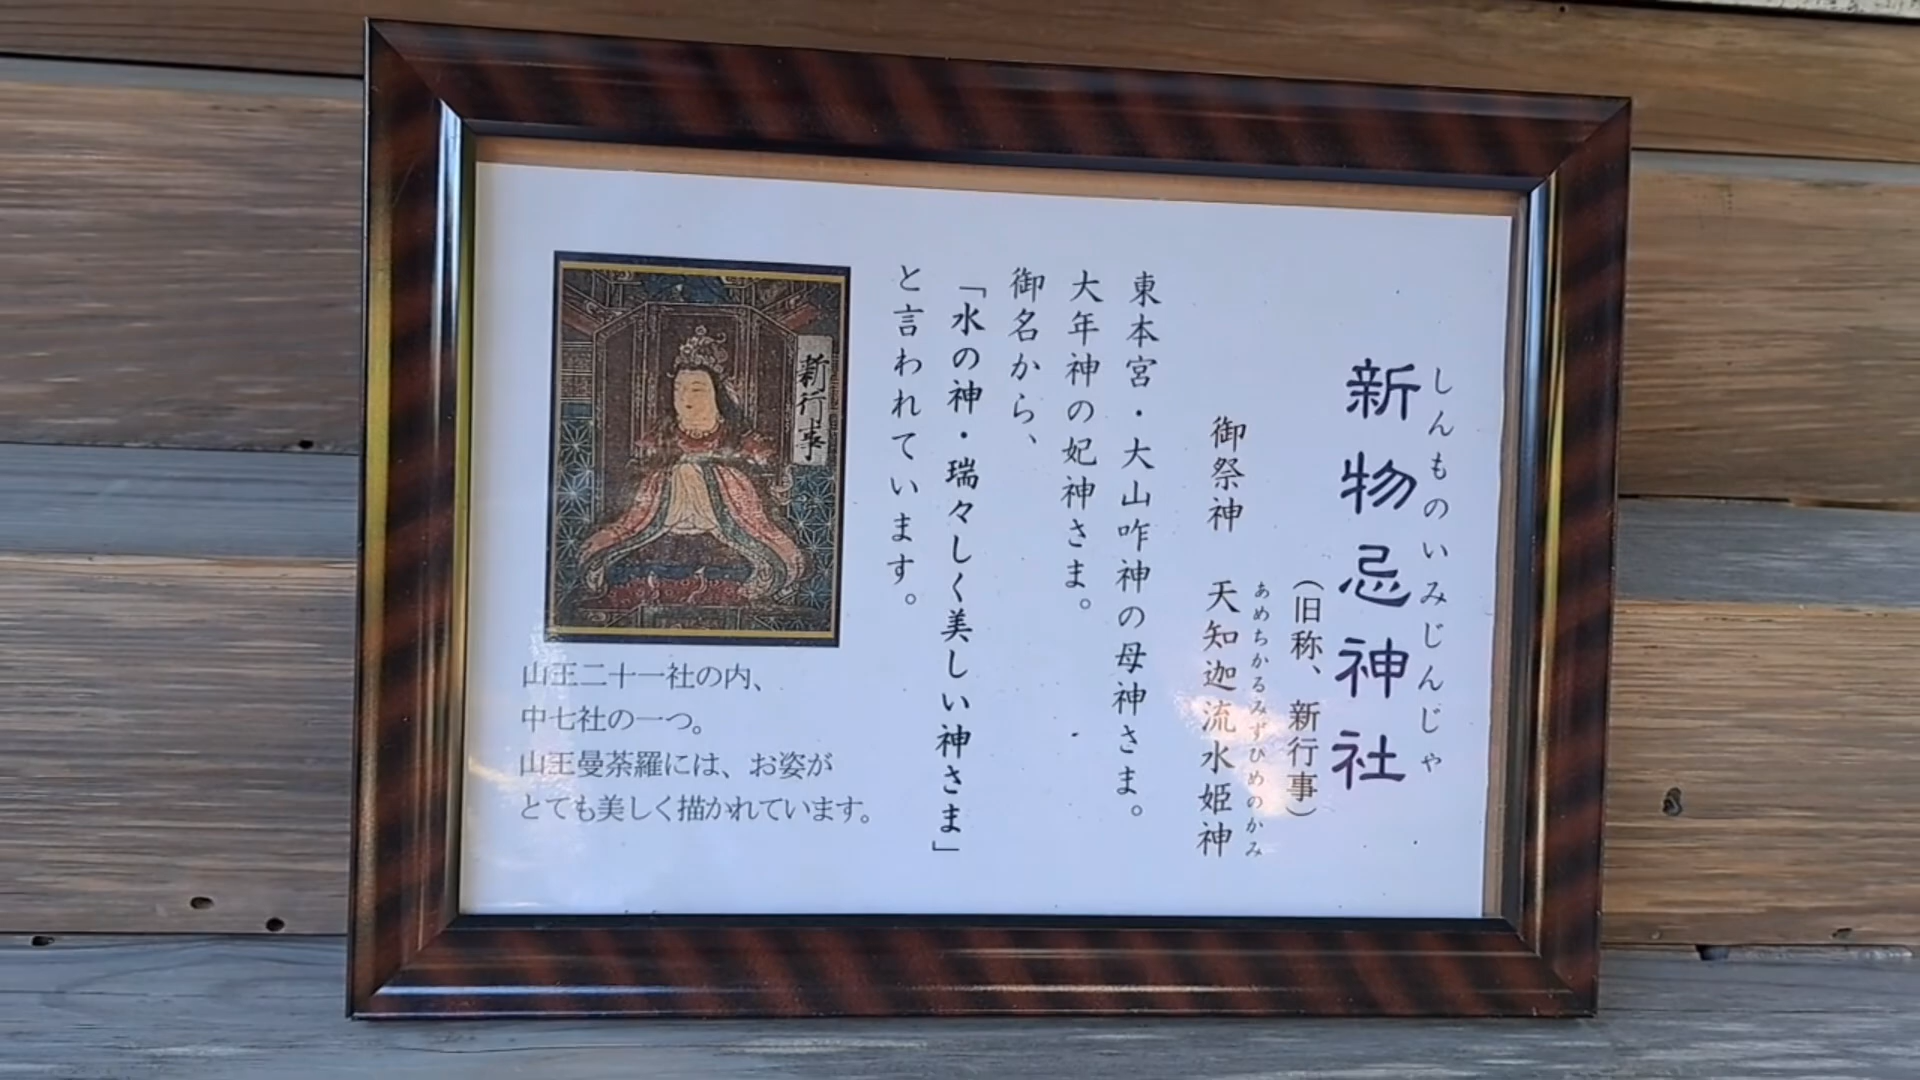 しんものいみじんじゃ
新物忌神社
（旧称、新行事）
あめちかるみずひめのかみ
御祭神　天知迦流水姫神
東本宮・大山咋神の母神さま。
大年神の妃神さま。
御名から、
「水の神・瑞々しく美しい神さま」
と言われています。
新行事
山王二十一社の内、
中七社の一つ。
山王曼荼羅には、お姿が
とても美しく描かれています。